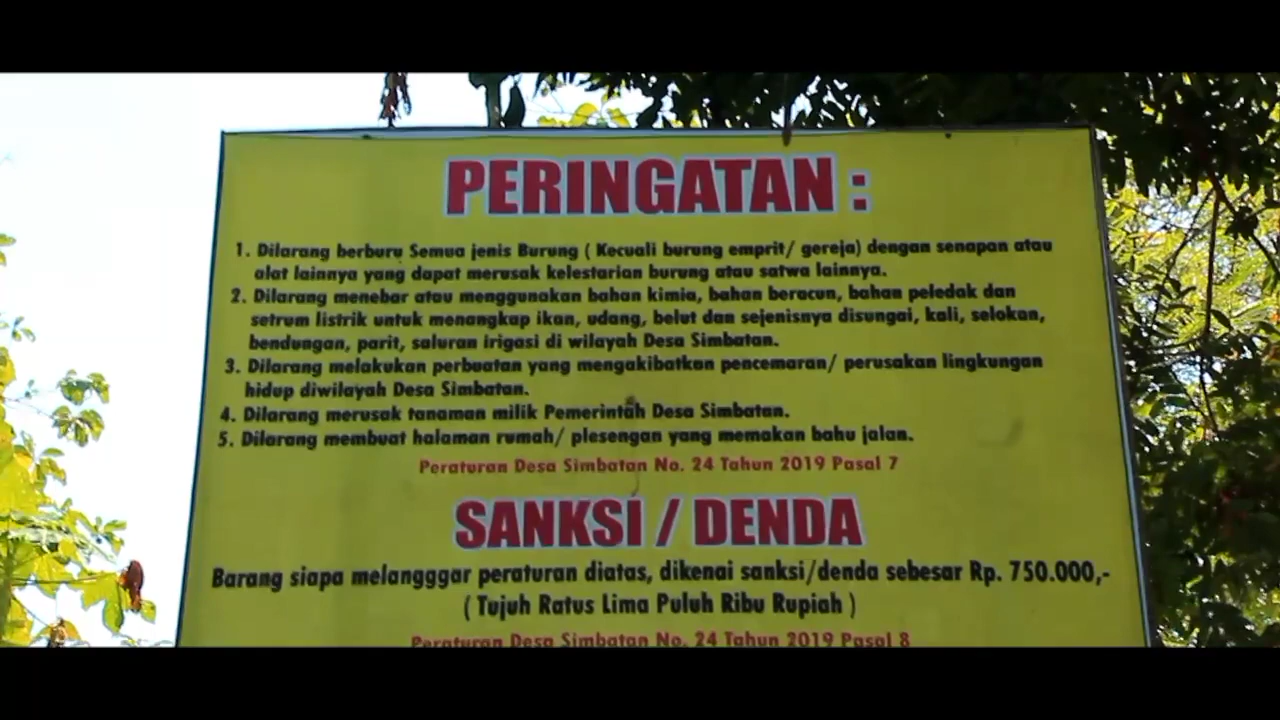 PERINGATAN :
1. Dilarang berburu Semua jenis Burung ( Kecuali burung emprit/ gereja) dengan senapan atau
alat lainnya yang dapat merusak kelestarian burung atau satwa lainnya.
2. Dilarang menebar atau menggunakan bahan kimia, bahan beracun, bahan peledak dan
setrum listrik untuk menangkap ikan, udang, belut dan sejenisnya disungai, kali, selokan,
bendungan, parit, saluran irigasi di wilayah Desa Simbatan.
3. Dilarang melakukan perbuatan yang mengakibatkan pencemaran/ perusakan lingkungan
hidup diwilayah Desa Simbatan.
4. Dilarang merusak tanaman milik Pemerintah Desa Simbatan.
5. Dilarang membuat halaman rumah/ plesengan yang memakan bahu jalan.
Peraturan Desa Simbatan No. 24 Tahun 2019 Pasal 7
SANKSI / DENDA
Barang siapa melangggar peraturan diatas, dikenai sanksi/denda sebesar Rp. 750.000,-
( Tujuh Ratus Lima Puluh Ribu Rupiah )
Peraturan Desa Simbatan No. 24 Tahun 2019 Pasal 8